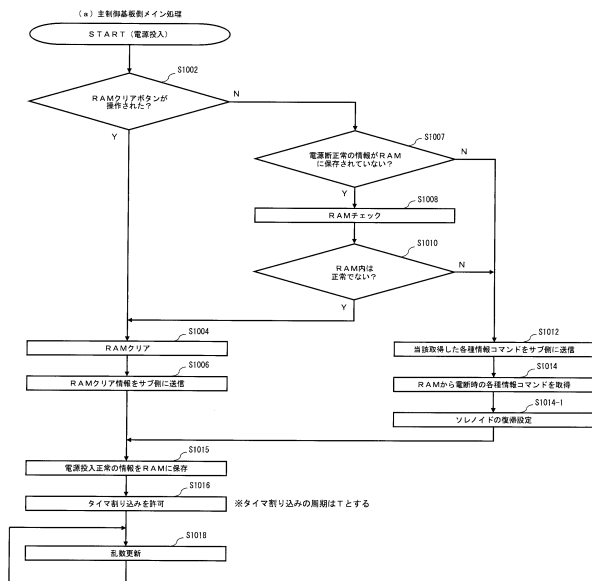 (a) 主制御基板側メイン処理
START(電源投入)
S1002
RAMクリアボタンが
操作された?
N
Y
S1007
電源断正常の情報がRAM
に保存されていない?
N
Y
S1008
RAMチェック
S1010
RAM内は
正常でない?
N
Y
S1004
RAMクリア
S1006
RAMクリア情報をサブ側に送信
S1012
当該取得した各種情報コマンドをサブ側に送信
S1014
RAMから電断時の各種情報コマンドを取得
S1014-1
ソレノイドの復帰設定
S1015
電源投入正常の情報をRAMに保存
S1016
タイマ割り込みを許可
※タイマ割り込みの周期はTとする
S1018
乱数更新